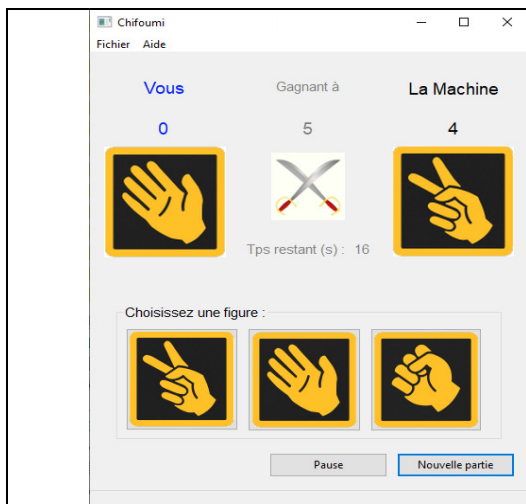 Chifoumi
Fichier Aide
Vous Gagnant à La Machine
0 5 4
Tps restant (s) : 16
Choisissez une figure :
Pause Nouvelle partie